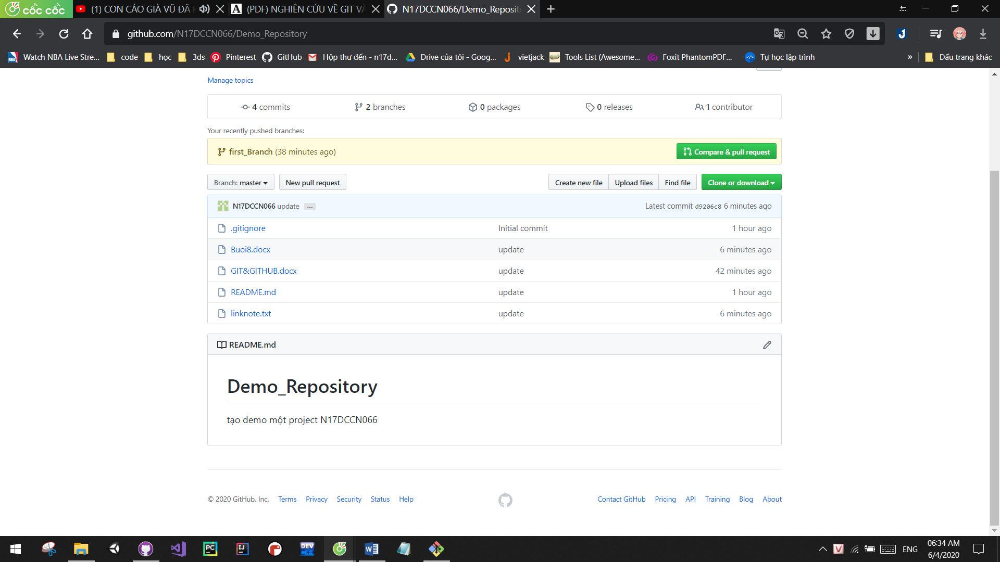 cốc cốc
(1) CON CÁO GIÀ VŨ ĐÃ
(PDF) NGHIÊN CỨU VỀ GIT VÀ
N17DCCN066/Demo_Reposit
github.com/N17DCCN066/Demo_Repository
Watch NBA Live Stre...
code
học
3ds
Pinterest
GitHub
Hộp thư đến - n17d...
Drive của tôi - Goog...
vietjack
Tools List (Awesome...
Foxit PhantomPDF...
Tự học lập trình
»
Dấu trang khác
Manage topics
4 commits
2 branches
0 packages
0 releases
1 contributor
Your recently pushed branches:
first_Branch (38 minutes ago)
Compare & pull request
Branch: master
New pull request
Create new file
Upload files
Find file
Clone or download
N17DCCN066 update ...
Latest commit d9206c8 6 minutes ago
.gitignore
Initial commit
1 hour ago
Buoi8.docx
update
6 minutes ago
GIT&GITHUB.docx
update
42 minutes ago
README.md
update
1 hour ago
linknote.txt
update
6 minutes ago
README.md
Demo_Repository
tạo demo một project N17DCCN066
© 2020 GitHub, Inc.
Terms
Privacy
Security
Status
Help
Contact GitHub
Pricing
API
Training
Blog
About
ENG
06:34 AM
6/4/2020